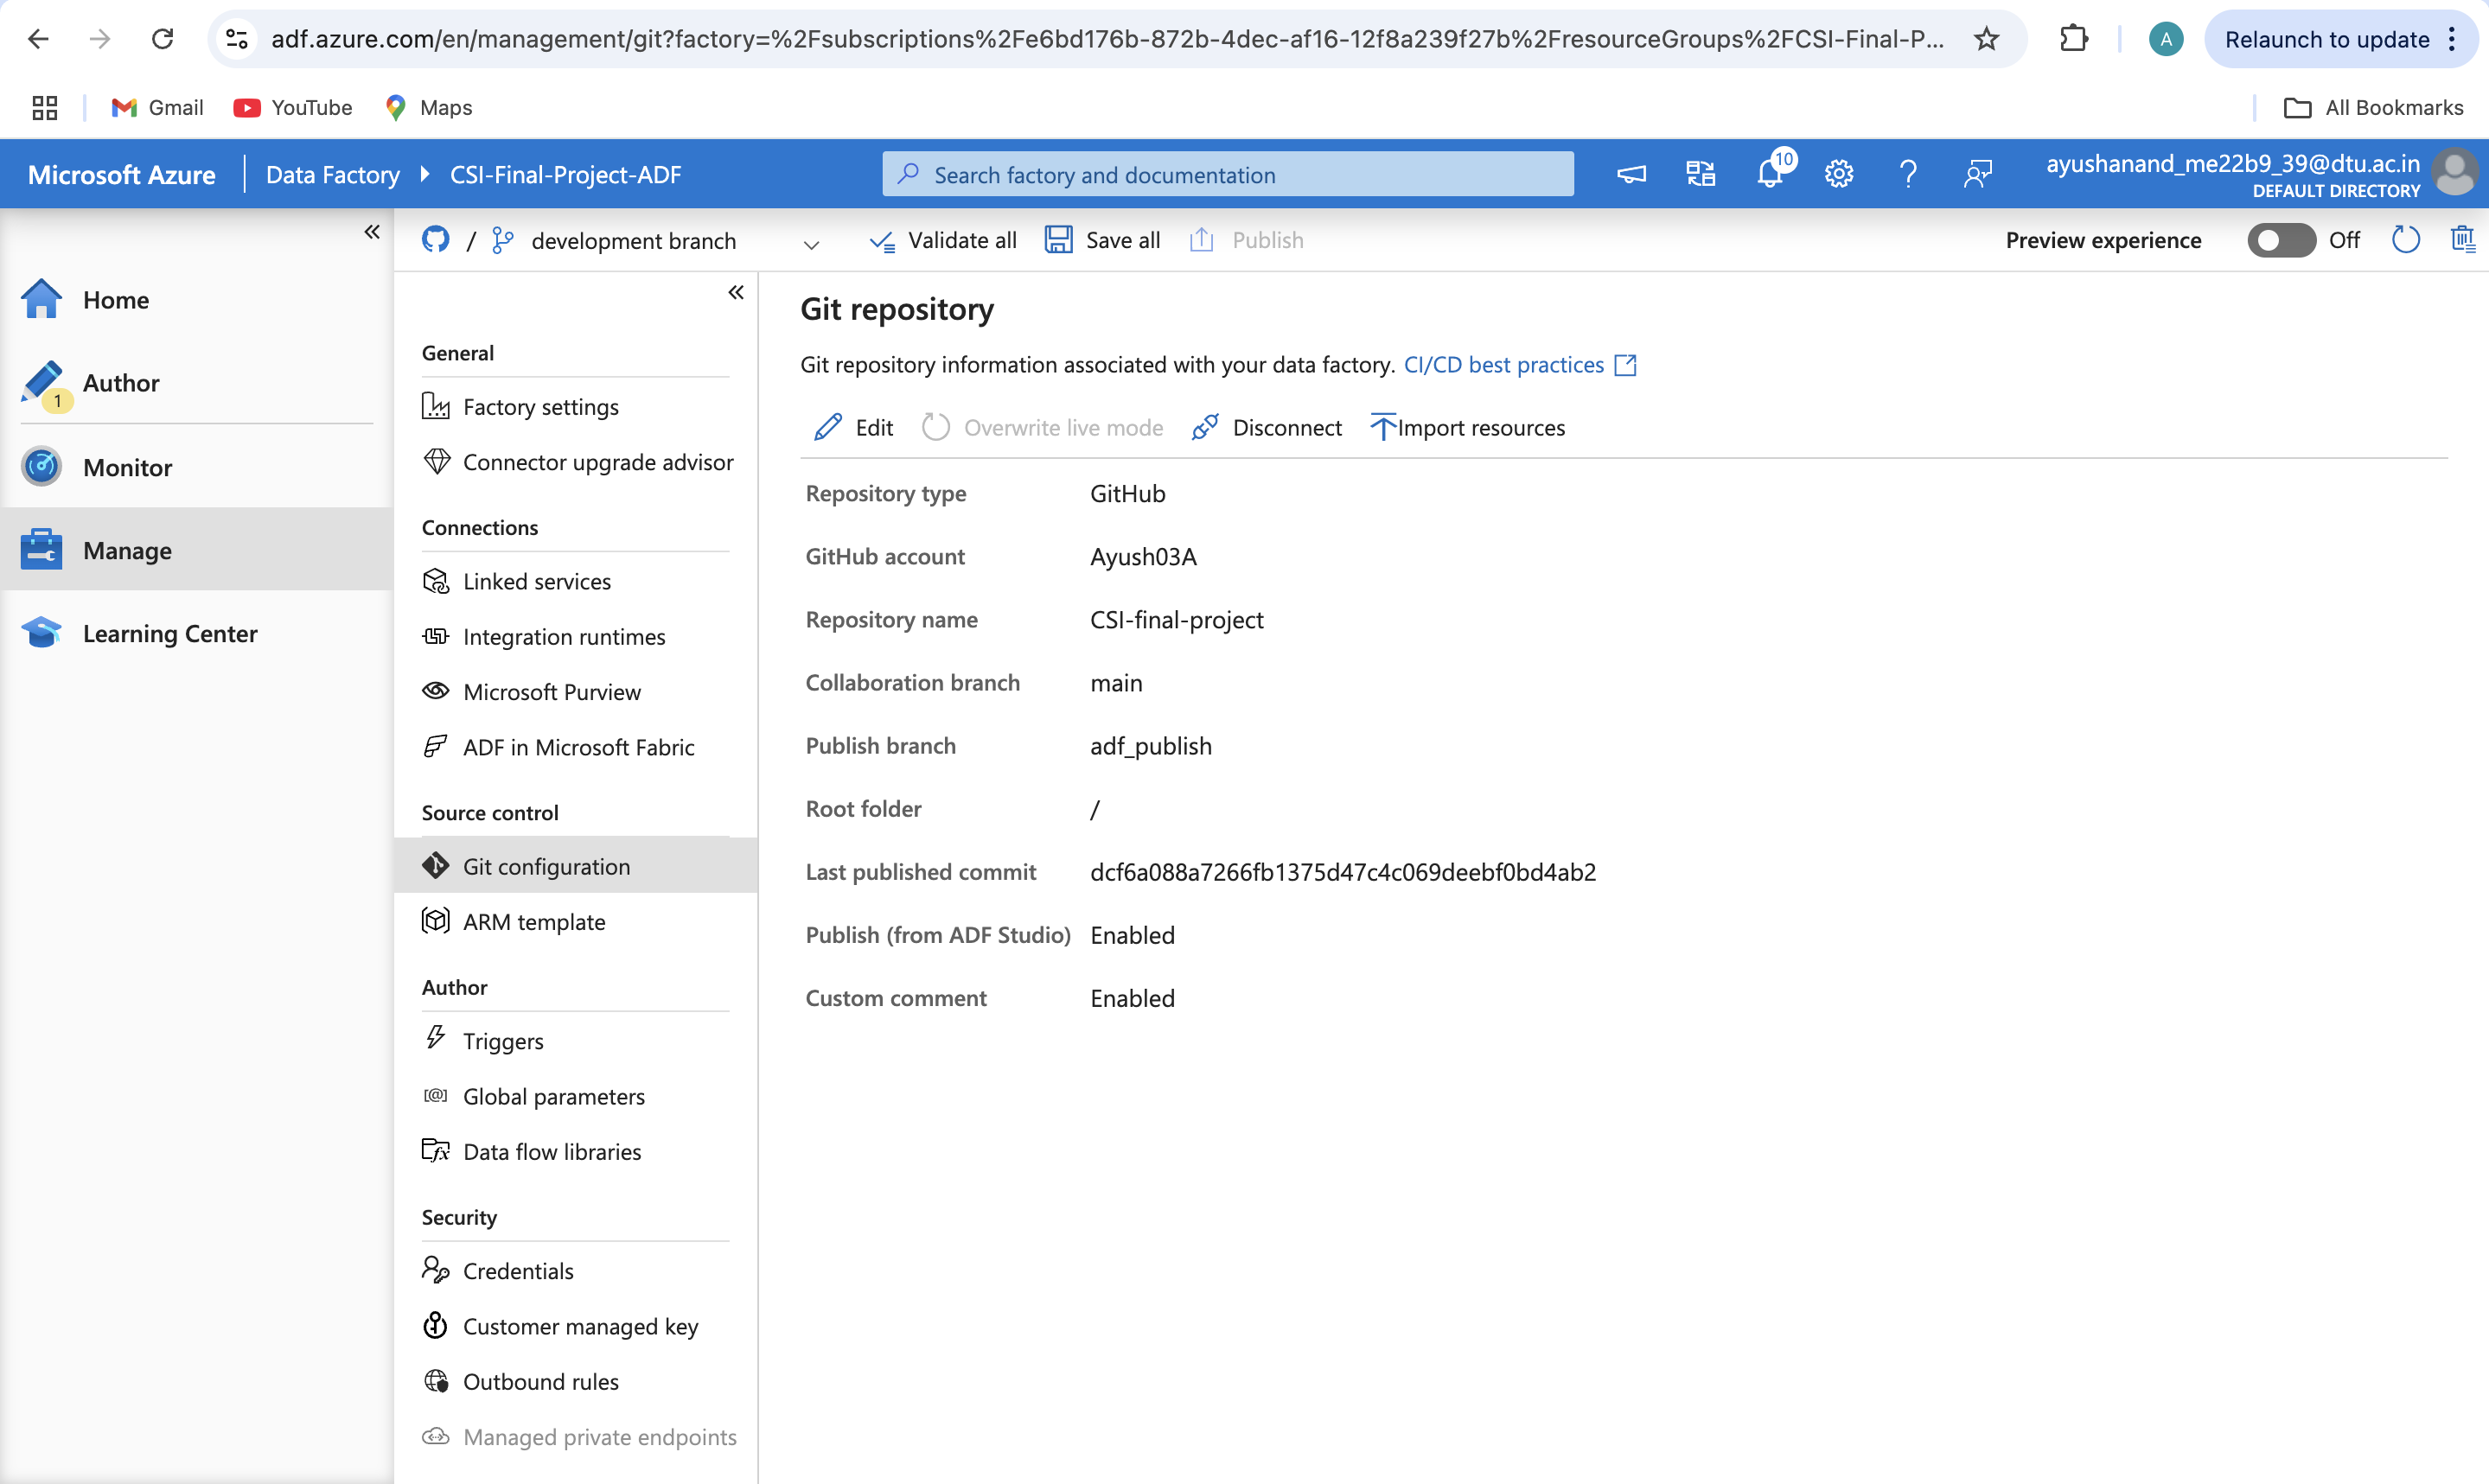 adf.azure.com/en/management/git?factory=%2Fsubscriptions%2Fe6bd176b-872b-4dec-af16-12f8a239f27b%2FresourceGroups%2FCSI-Final-P...
A
Relaunch to update
Gmail
YouTube
Maps
All Bookmarks
Microsoft Azure
Data Factory
CSI-Final-Project-ADF
Search factory and documentation
10
ayushanand_me22b9_39@dtu.ac.in
DEFAULT DIRECTORY
/ development branch
Validate all
Save all
Publish
Preview experience
Off
Home
Author
1
Monitor
Manage
Learning Center
General
Factory settings
Connector upgrade advisor
Connections
Linked services
Integration runtimes
Microsoft Purview
ADF in Microsoft Fabric
Source control
Git configuration
ARM template
Author
Triggers
Global parameters
Data flow libraries
Security
Credentials
Customer managed key
Outbound rules
Managed private endpoints
Git repository
Git repository information associated with your data factory. CI/CD best practices
Edit
Overwrite live mode
Disconnect
Import resources
Repository type GitHub
GitHub account Ayush03A
Repository name CSI-final-project
Collaboration branch main
Publish branch adf_publish
Root folder /
Last published commit dcf6a088a7266fb1375d47c4c069deebf0bd4ab2
Publish (from ADF Studio) Enabled
Custom comment Enabled